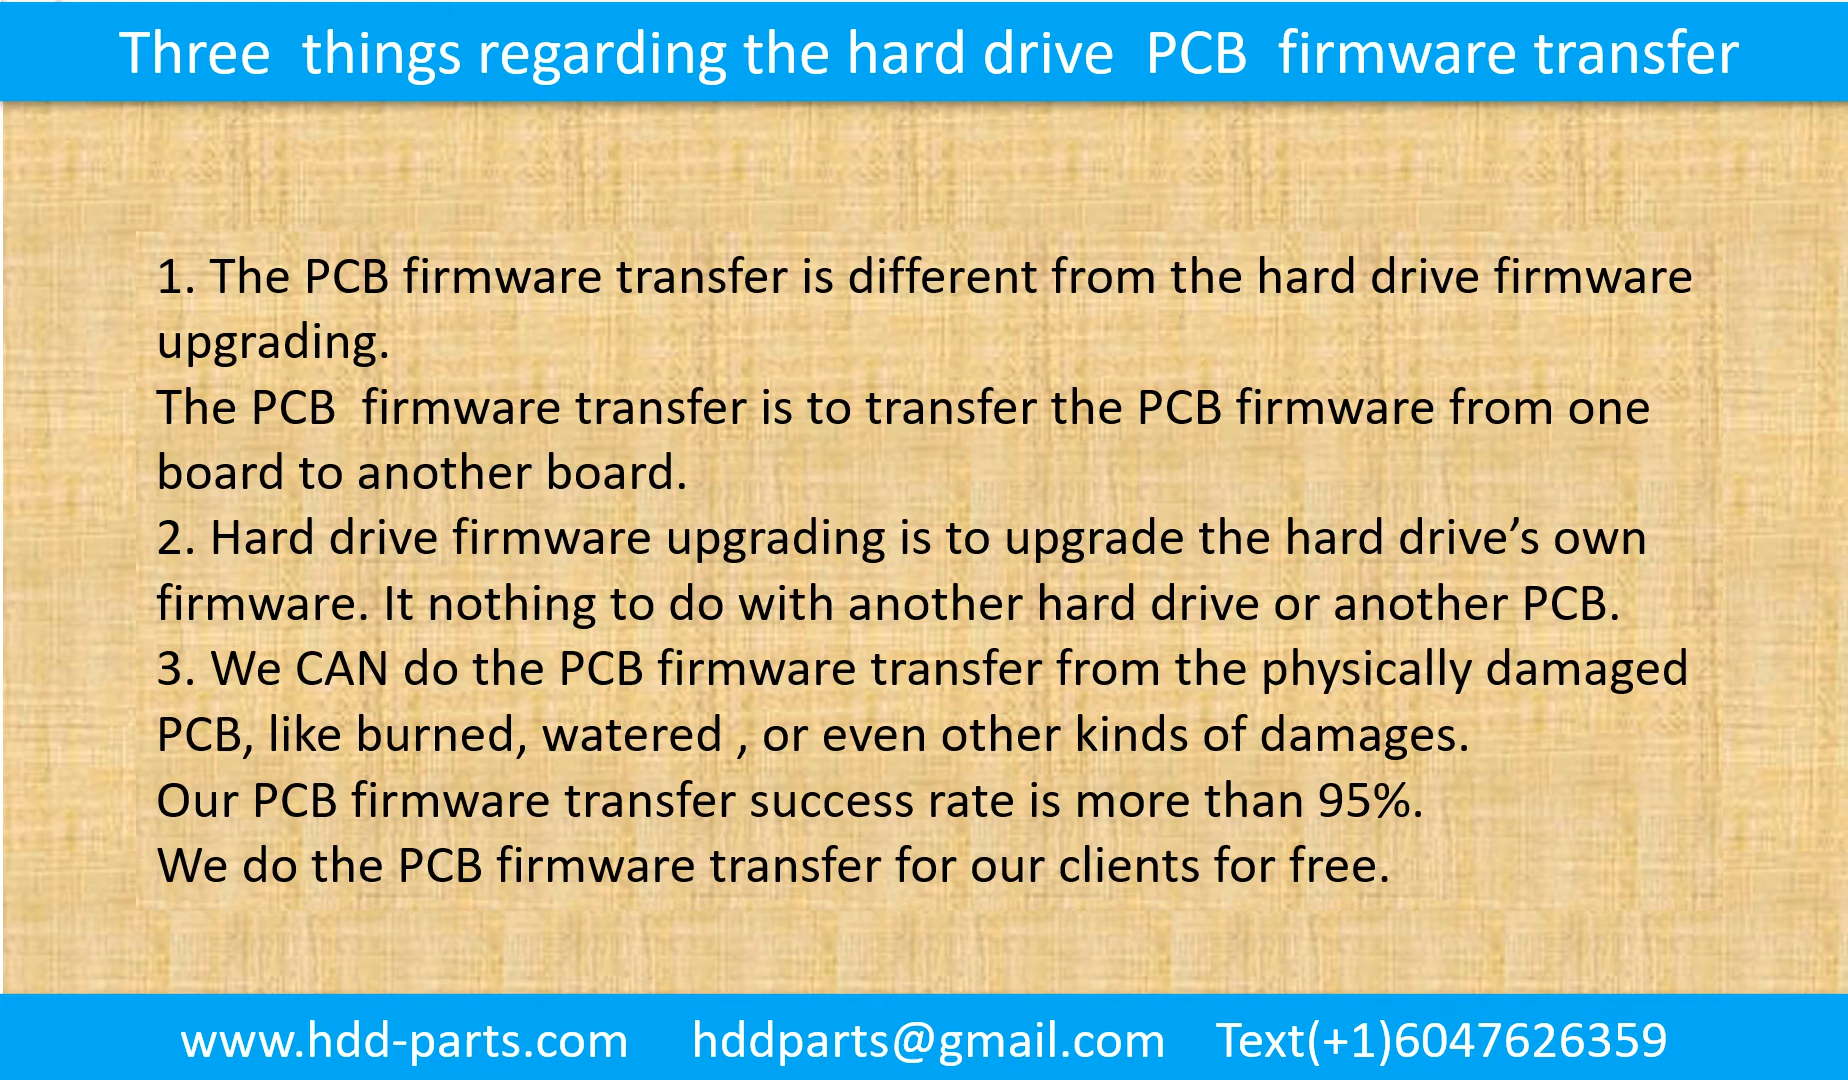 Three things regarding the hard drive PCB firmware transfer
1. The PCB firmware transfer is different from the hard drive firmware
upgrading.
The PCB firmware transfer is to transfer the PCB firmware from one
board to another board.
2. Hard drive firmware upgrading is to upgrade the hard drive’s own
firmware. It nothing to do with another hard drive or another PCB.
3. We CAN do the PCB firmware transfer from the physically damaged
PCB, like burned, watered , or even other kinds of damages.
Our PCB firmware transfer success rate is more than 95%.
We do the PCB firmware transfer for our clients for free.
www.hdd-parts.com hddparts@gmail.com Text(+1)6047626359